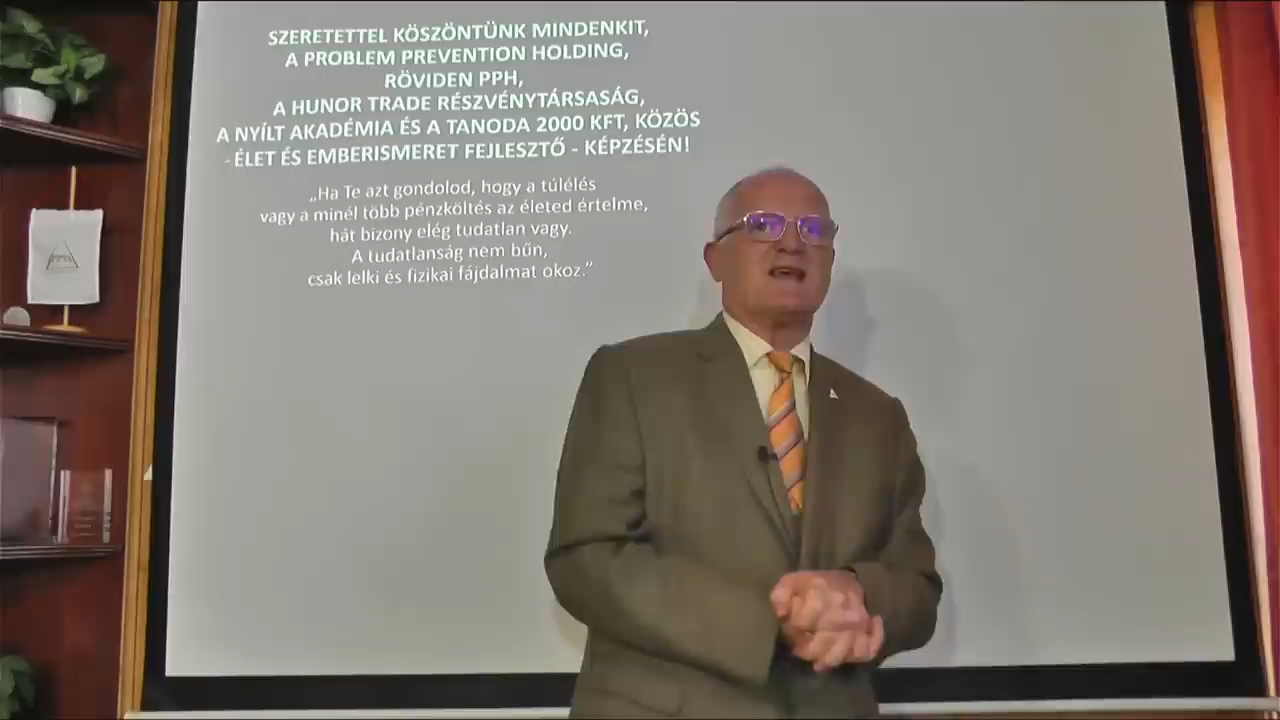 SZERETETTEL KÖSZÖNTÜNK MINDENKIT,
A PROBLEM PREVENTION HOLDING,
RÖVIDEN PPH,
A HUNOR TRADE RÉSZVÉNYTÁRSASÁG,
A NYÍLT AKADÉMIA ÉS A TANODA 2000 KFT, KÖZÖS
- ÉLET ÉS EMBERISMERET FEJLESZTŐ - KÉPZÉSÉN!
„Ha Te azt gondolod, hogy a túlélés
vagy a minél több pénzköltés az életed értelme,
hát bizony elég tudatlan vagy.
A tudatlanság nem bűn,
csak lelki és fizikai fájdalmat okoz.”